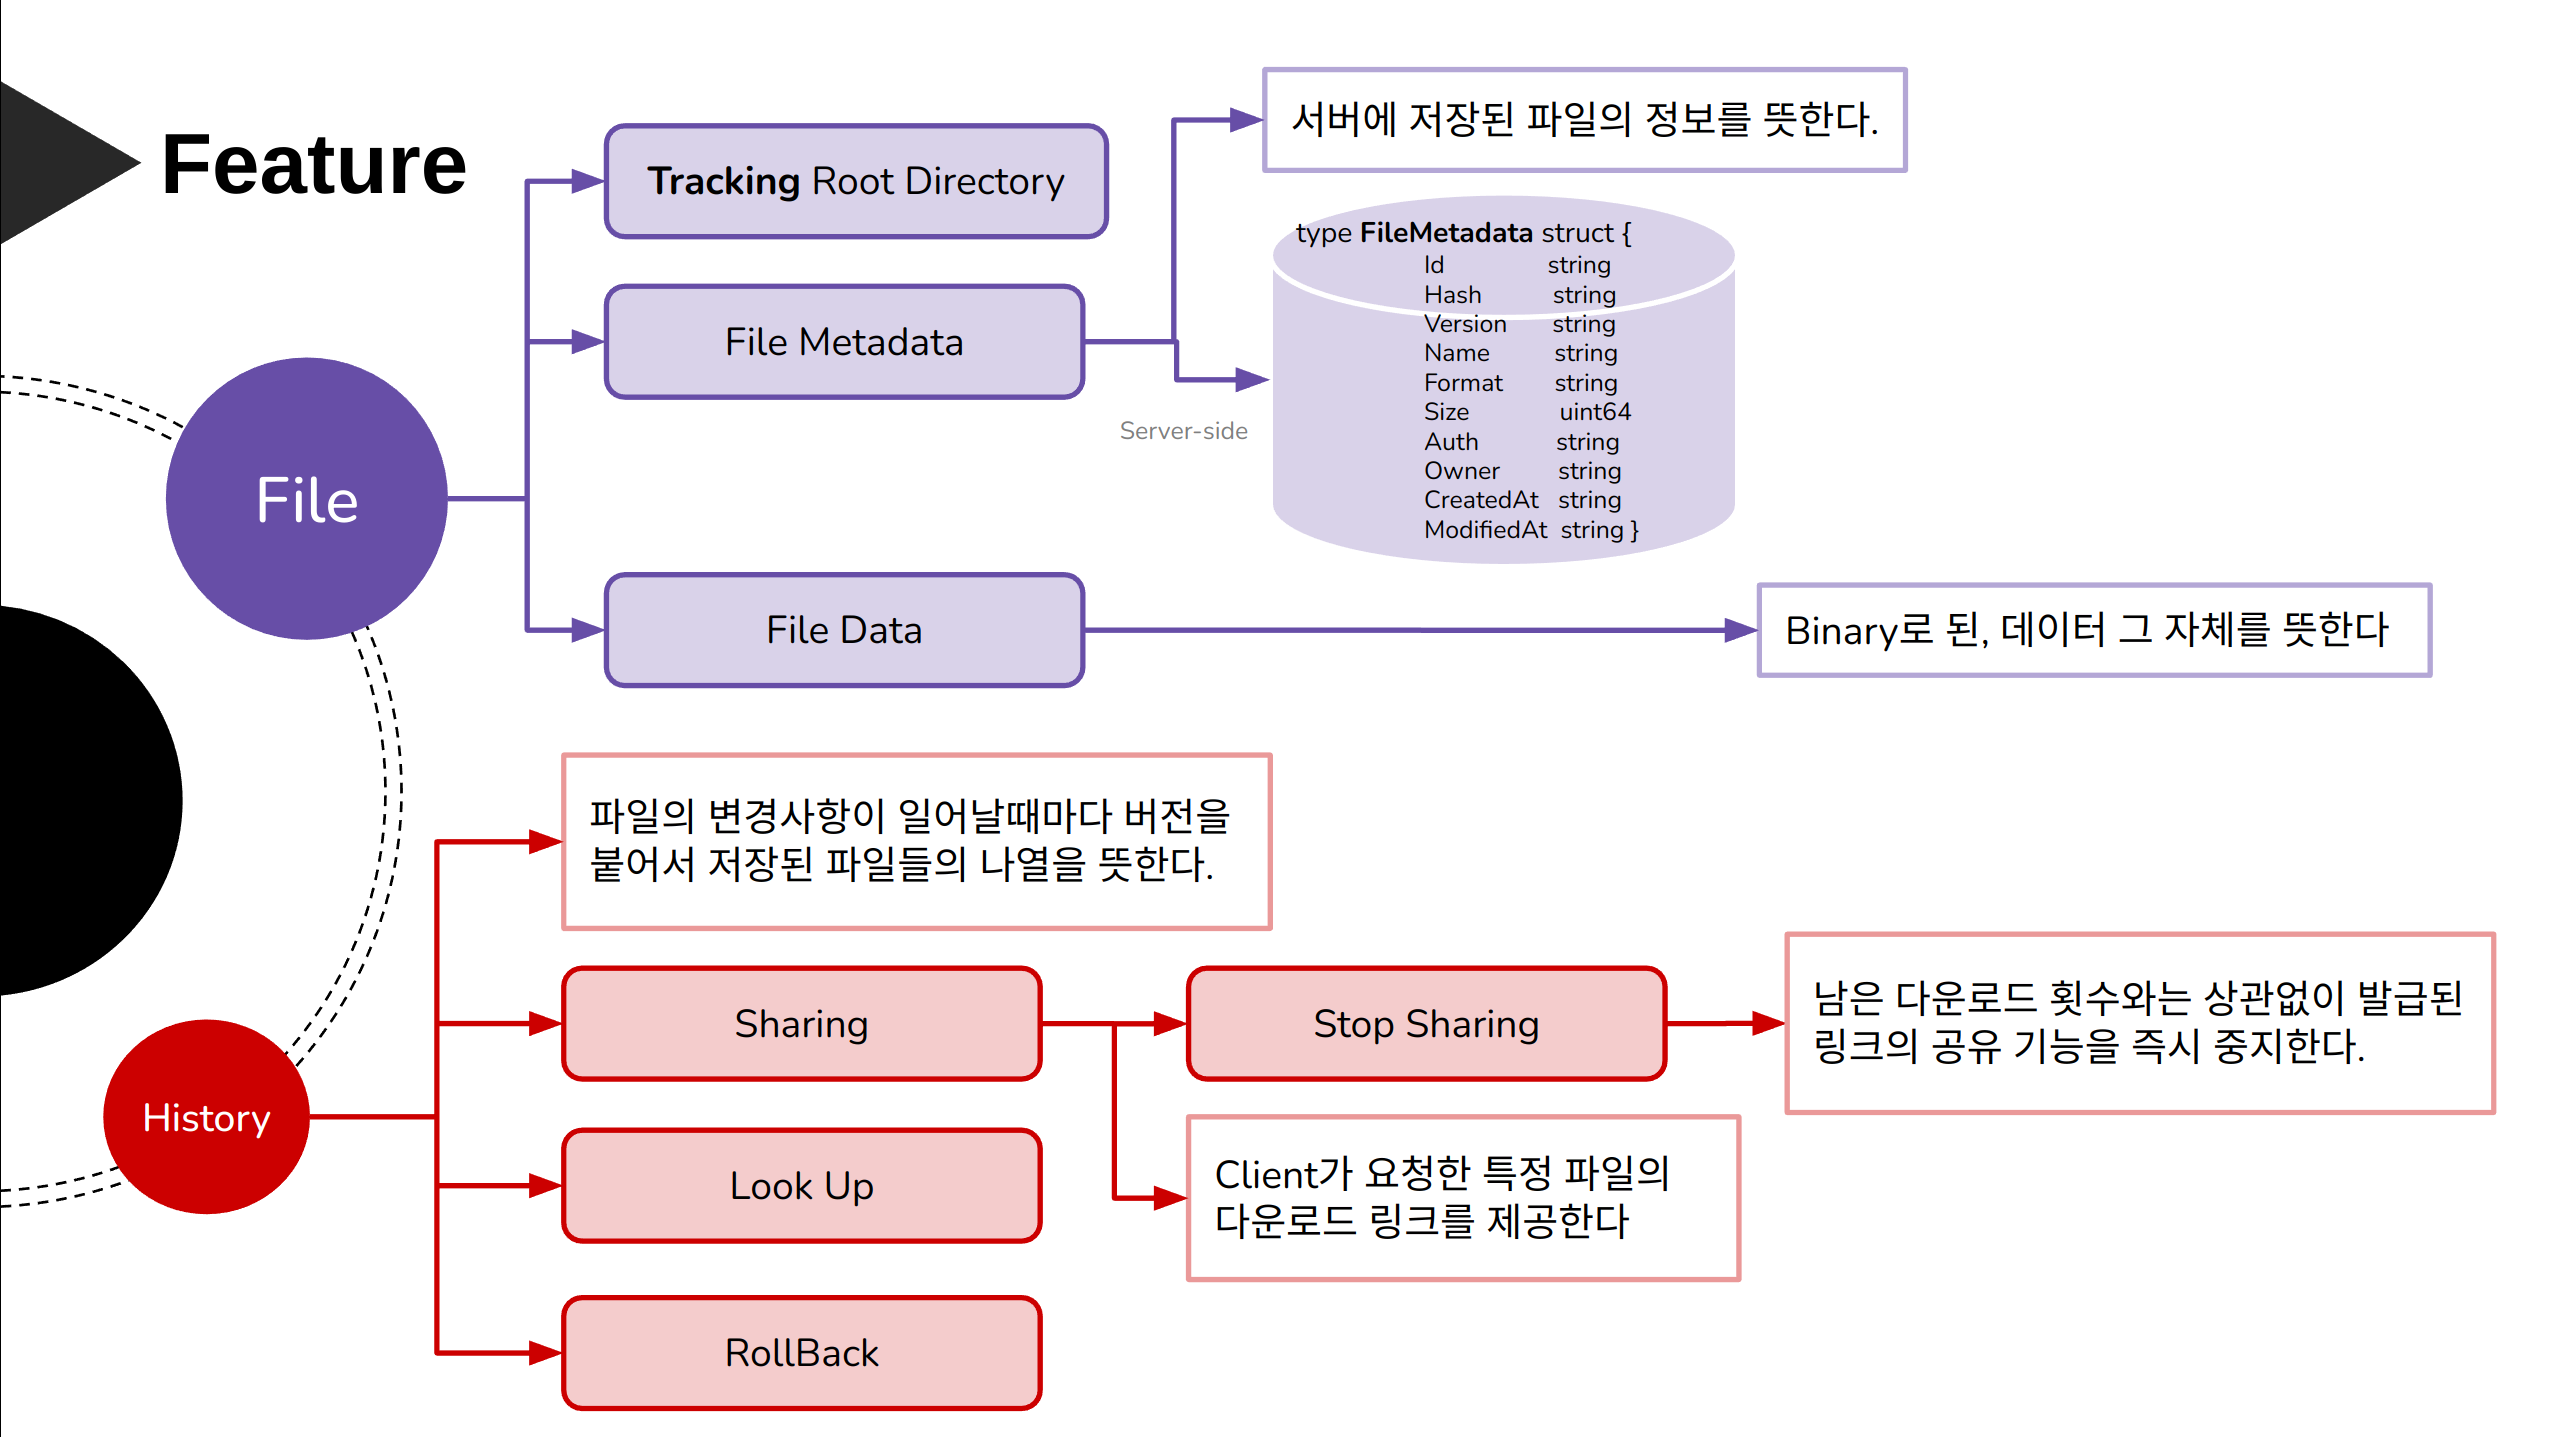 Feature
File
Tracking Root Directory
File Metadata
서버에 저장된 파일의 정보를 뜻한다.
Server-side
type FileMetadata struct {
Id string
Hash string
Version string
Name string
Format string
Size uint64
Auth string
Owner string
CreatedAt string
ModifiedAt string }
File Data
Binary로 된, 데이터 그 자체를 뜻한다
History
파일의 변경사항이 일어날때마다 버전을
붙어서 저장된 파일들의 나열을 뜻한다.
Sharing
Stop Sharing
남은 다운로드 횟수와는 상관없이 발급된
링크의 공유 기능을 즉시 중지한다.
Client가 요청한 특정 파일의
다운로드 링크를 제공한다
Look Up
RollBack